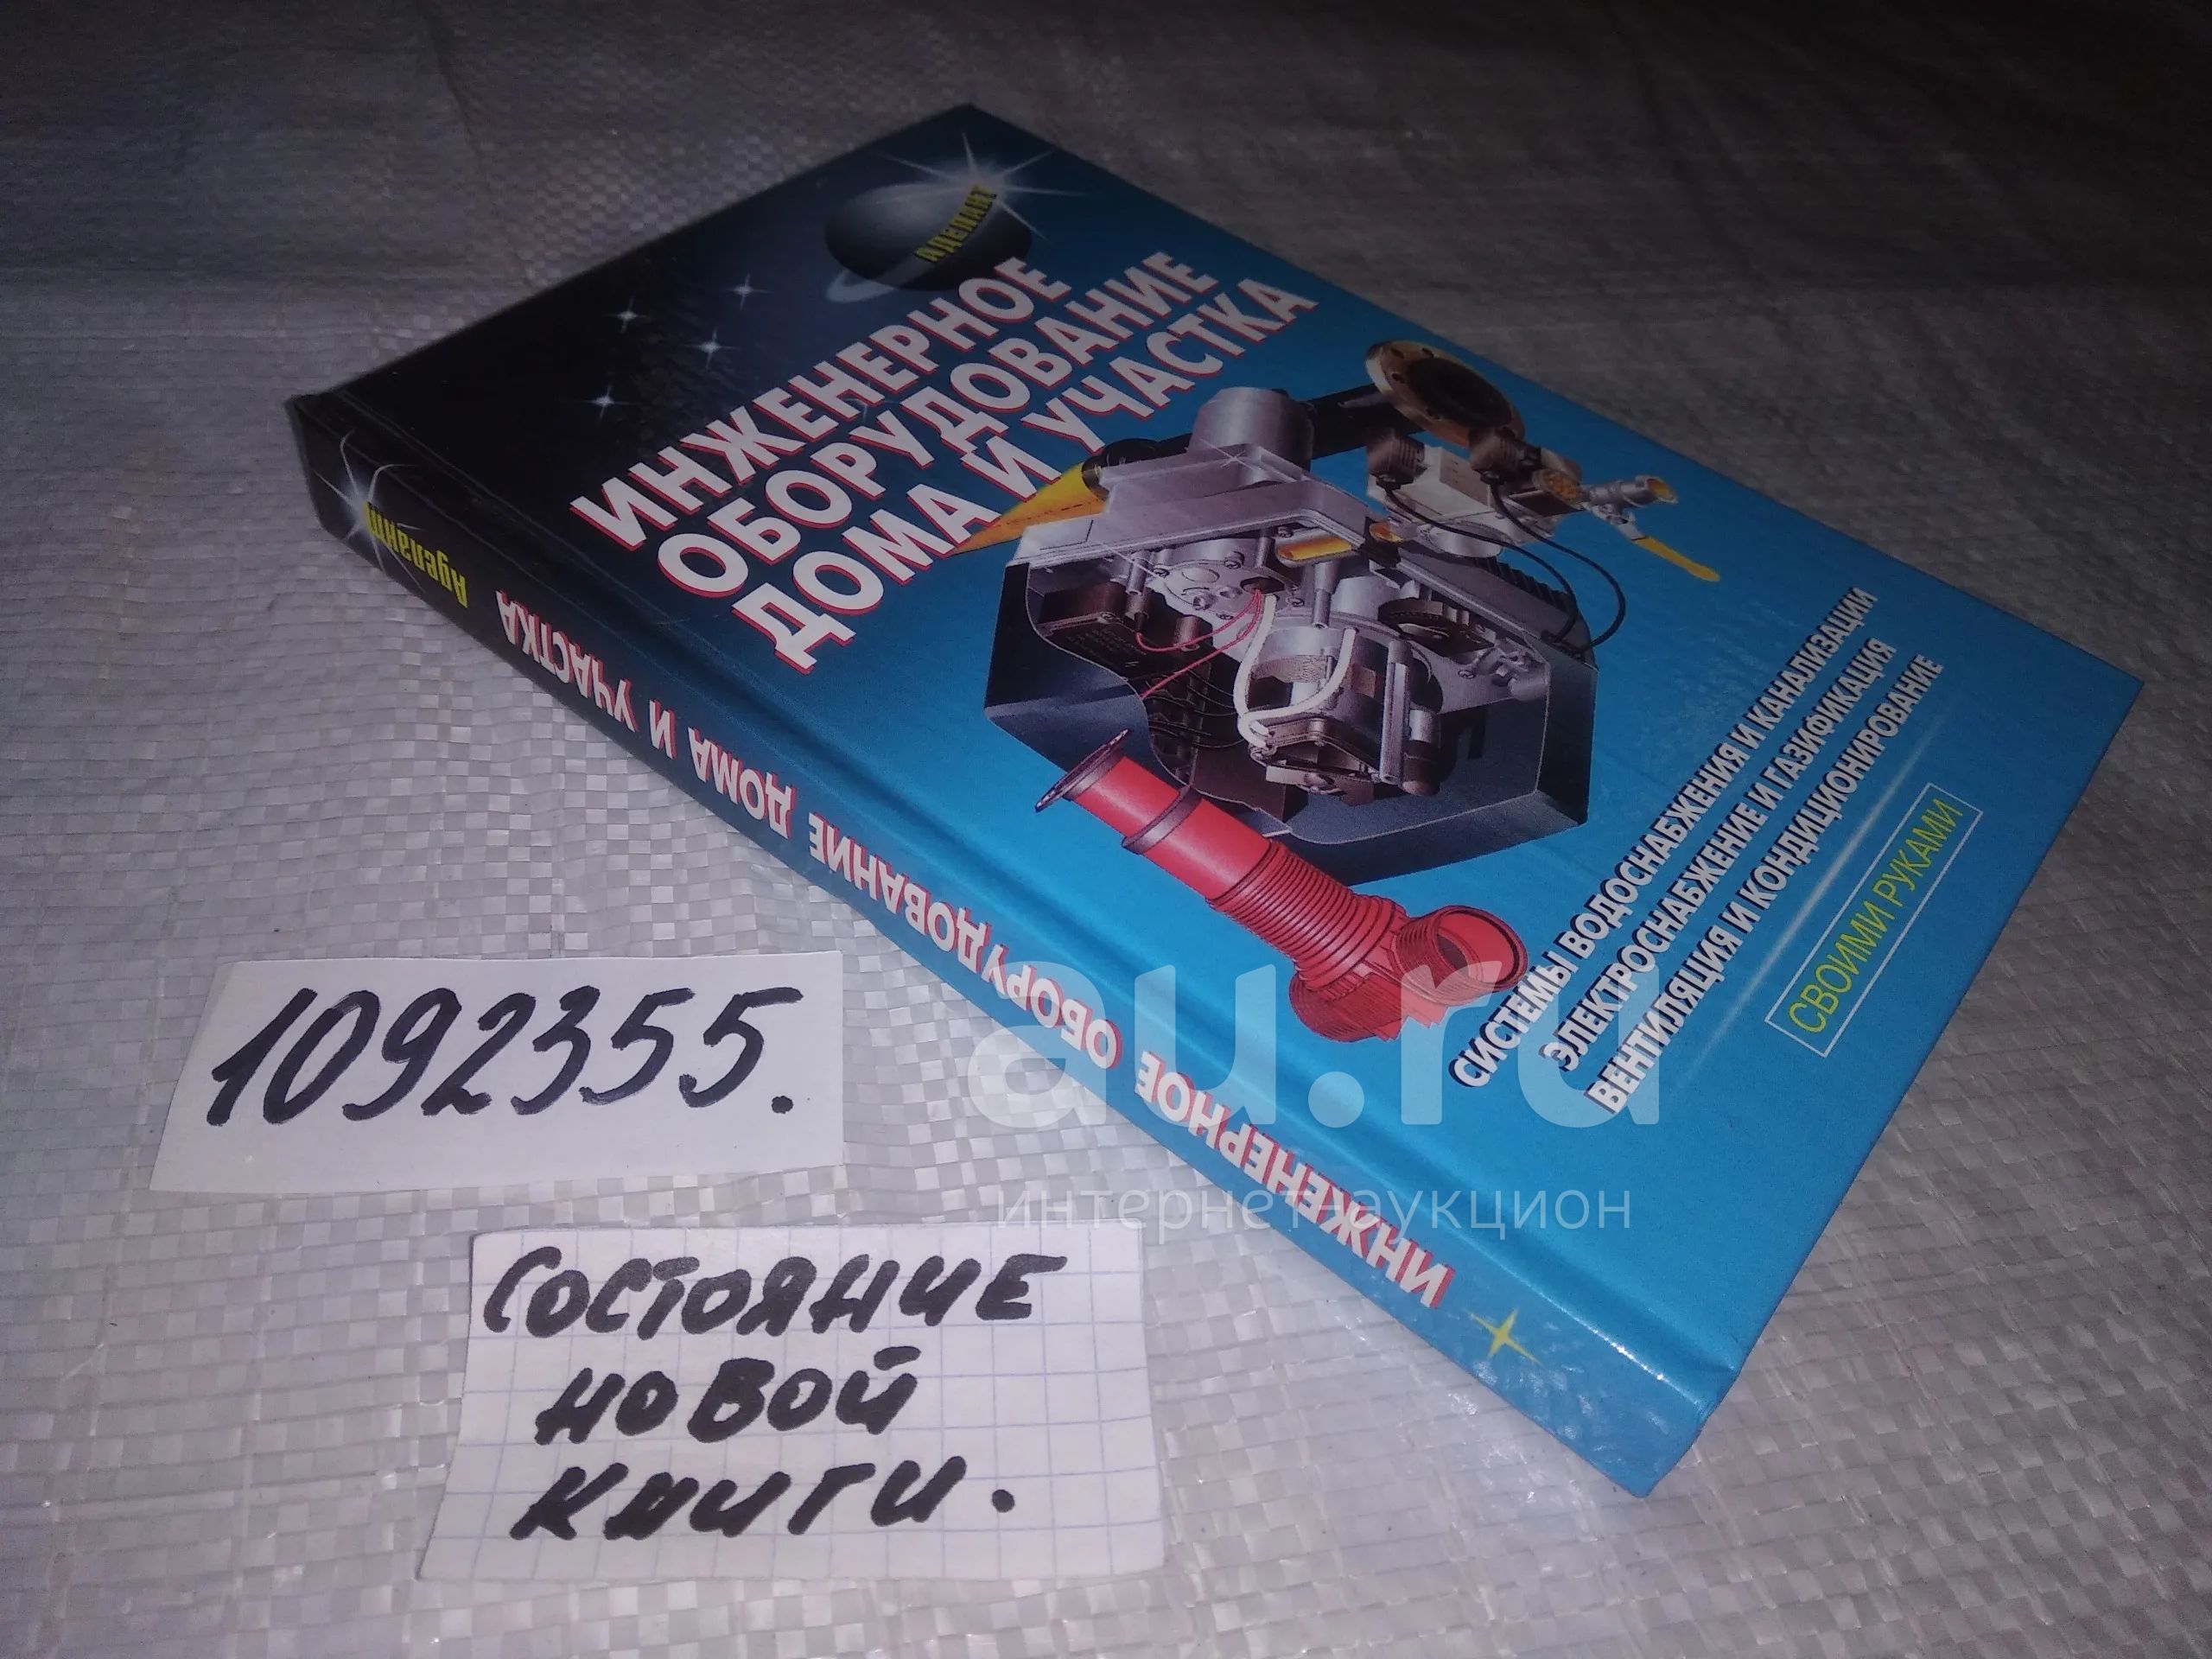 АДЕЛАНТ
ИНЖЕНЕРНОЕ
ОБОРУДОВАНИЕ
ДОМА И УЧАСТКА
СИСТЕМЫ ВОДОСНАБЖЕНИЯ И КАНАЛИЗАЦИИ
ЭЛЕКТРОСНАБЖЕНИЕ И ГАЗИФИКАЦИЯ
ВЕНТИЛЯЦИЯ И КОНДИЦИОНИРОВАНИЕ
СВОИМИ РУКАМИ
ИНЖЕНЕРНОЕ ОБОРУДОВАНИЕ ДОМА И УЧАСТКА
Аделант
1092355.
СОСТОЯНИЕ
НОВОЙ
КНИГИ.
au.ru
интернет-аукцион